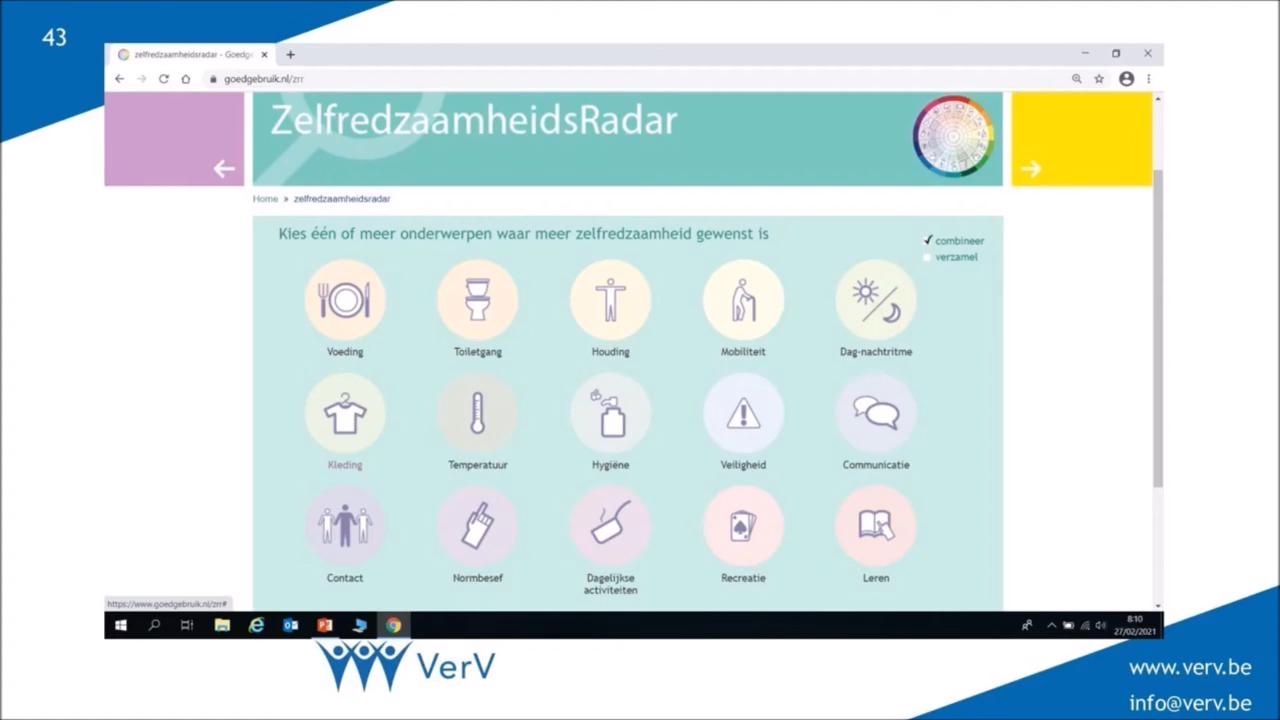 43
zelfredzaamheidsradar - Goedge
goedgebruik.nl/zrr
ZelfredzaamheidsRadar
Home » zelfredzaamheidsradar
Kies één of meer onderwerpen waar meer zelfredzaamheid gewenst is
combineer
verzamel
Voeding
Toiletgang
Houding
Mobiliteit
Dag-nachtritme
Kleding
Temperatuur
Hygiëne
Veiligheid
Communicatie
Contact
Normbesef
Dagelijkse
activiteiten
Recreatie
Leren
https://www.goedgebruik.nl/zrr#
8:10
27/02/2021
VerV
www.verv.be
info@verv.be